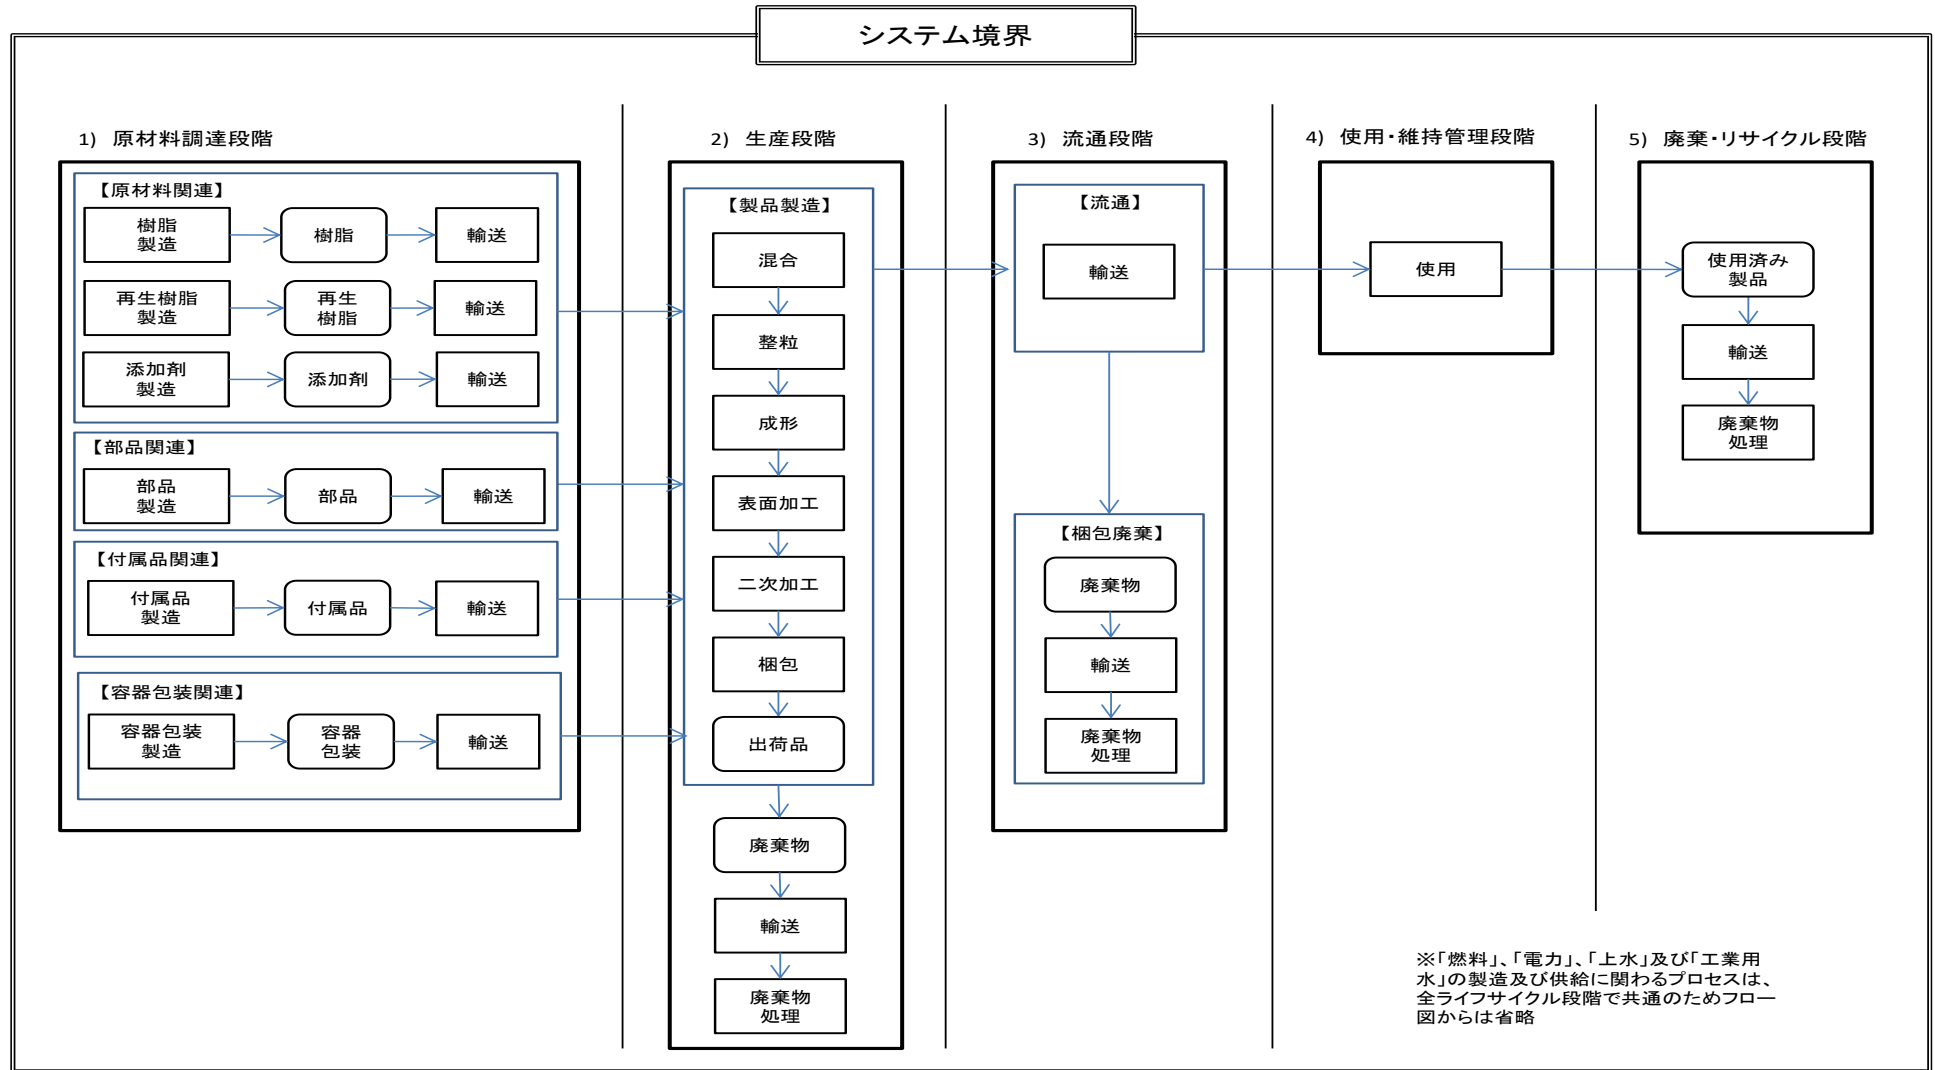 システム境界
1) 原材料調達段階
【原材料関連】
樹脂
製造
樹脂
輸送
再生樹脂
製造
再生
樹脂
輸送
添加剤
製造
添加剤
輸送
【部品関連】
部品
製造
部品
輸送
【付属品関連】
付属品
製造
付属品
輸送
【容器包装関連】
容器包装
製造
容器
包装
輸送
2) 生産段階
【製品製造】
混合
整粒
成形
表面加工
二次加工
梱包
出荷品
廃棄物
輸送
廃棄物
処理
3) 流通段階
【流通】
輸送
【梱包廃棄】
廃棄物
輸送
廃棄物
処理
4) 使用・維持管理段階
使用
5) 廃棄・リサイクル段階
使用済み
製品
輸送
廃棄物
処理
※「燃料」、「電力」、「上水」及び「工業用
水」の製造及び供給に関わるプロセスは、
全ライフサイクル段階で共通のためフロー
図からは省略